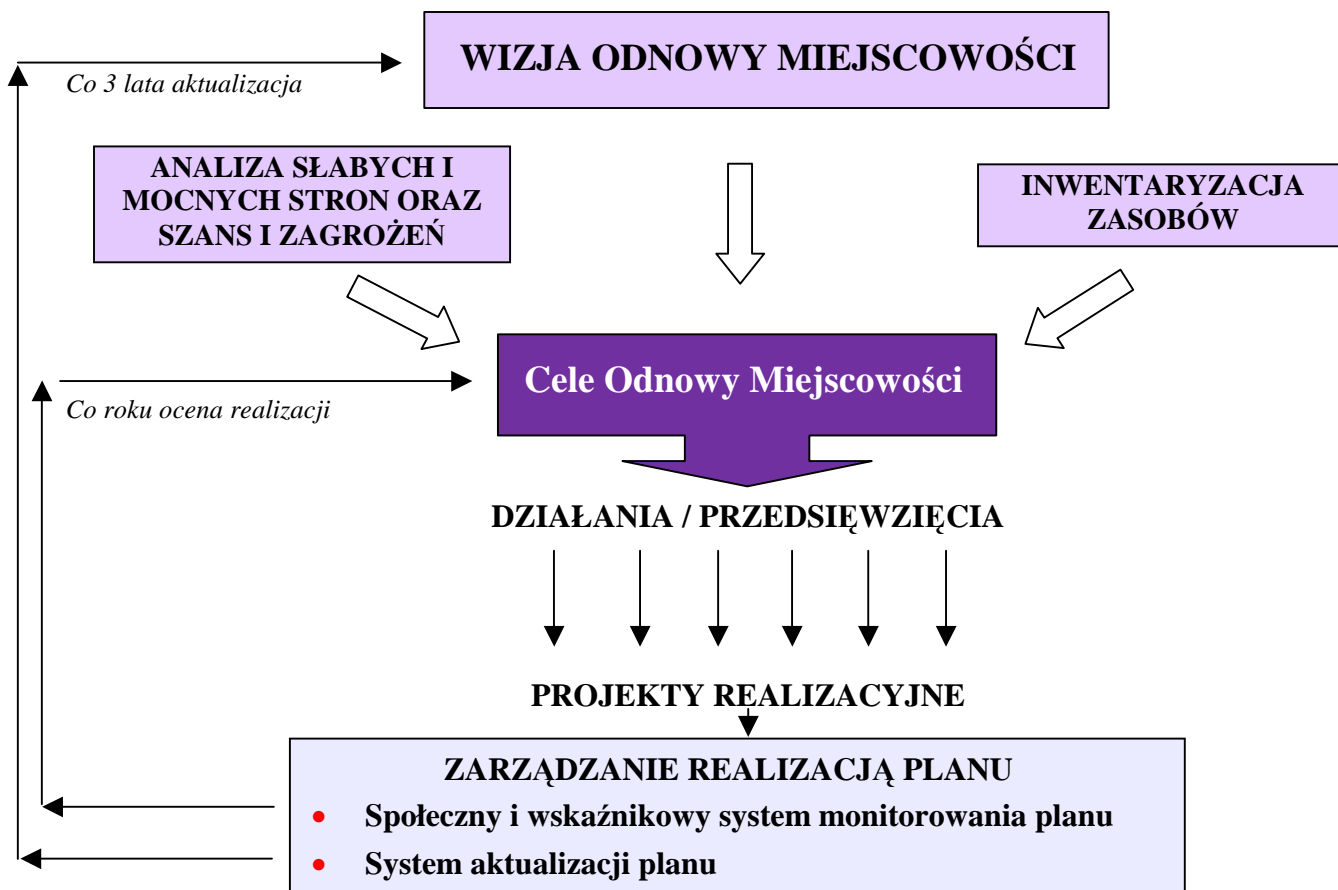 WIZJA ODNOWY MIEJSCOWOŚCI
Co 3 lata aktualizacja
ANALIZA SŁABYCH I
MOCNYCH STRON ORAZ
SZANS I ZAGROŻEŃ
INWENTARYZACJA
ZASOBÓW
Cele Odnowy Miejscowości
Co roku ocena realizacji
DZIAŁANIA / PRZEDSIĘWZIĘCIA
PROJEKTY REALIZACYJNE
ZARZĄDZANIE REALIZACJĄ PLANU
• Społeczny i wskaźnikowy system monitorowania planu
• System aktualizacji planu